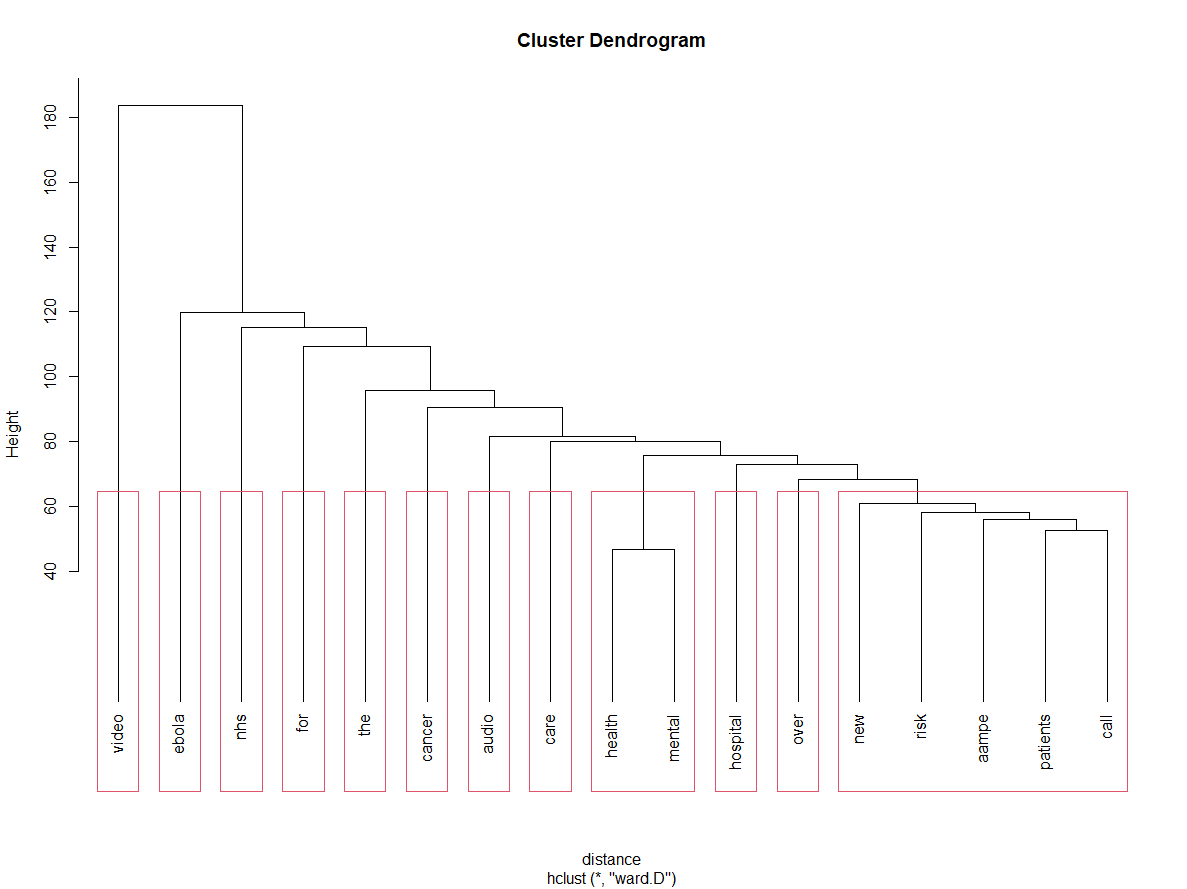 Cluster Dendrogram
Height
180
160
140
120
100
80
60
40
video
ebola
nhs
for
the
cancer
audio
care
health
mental
hospital
over
new
risk
aampe
patients
call
distance
hclust (*, "ward.D")